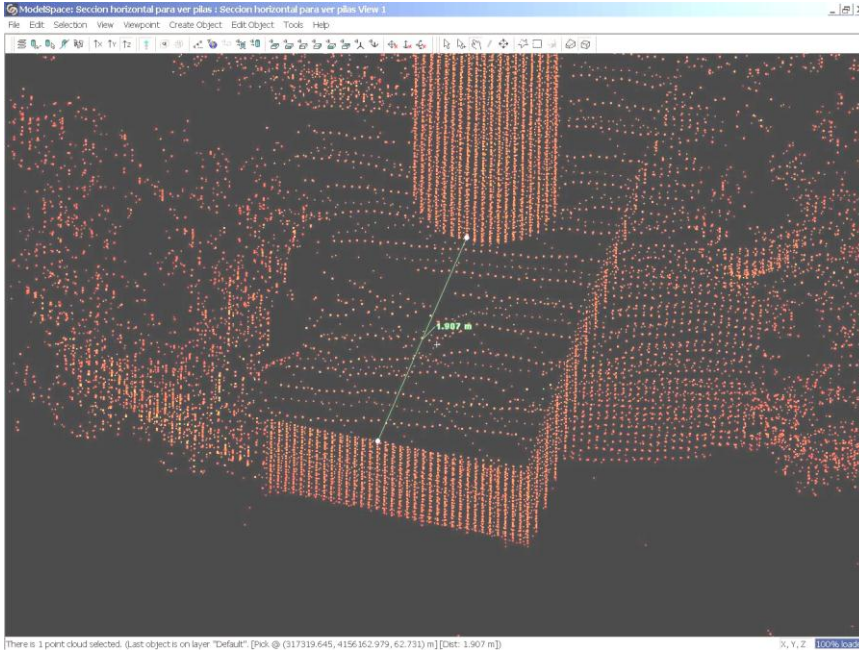 ModelSpace: Seccion horizontal para ver pilas : Seccion horizontal para ver pilas View 1
File Edit Selection View Viewpoint Create Object Edit Object Tools Help
1.907 m
There is 1 point cloud selected. (Last object is on layer "Default". [Pick @ (317319.645, 4156162.979, 62.731) m] [Dist: 1.907 m])
X, Y, Z 100% load